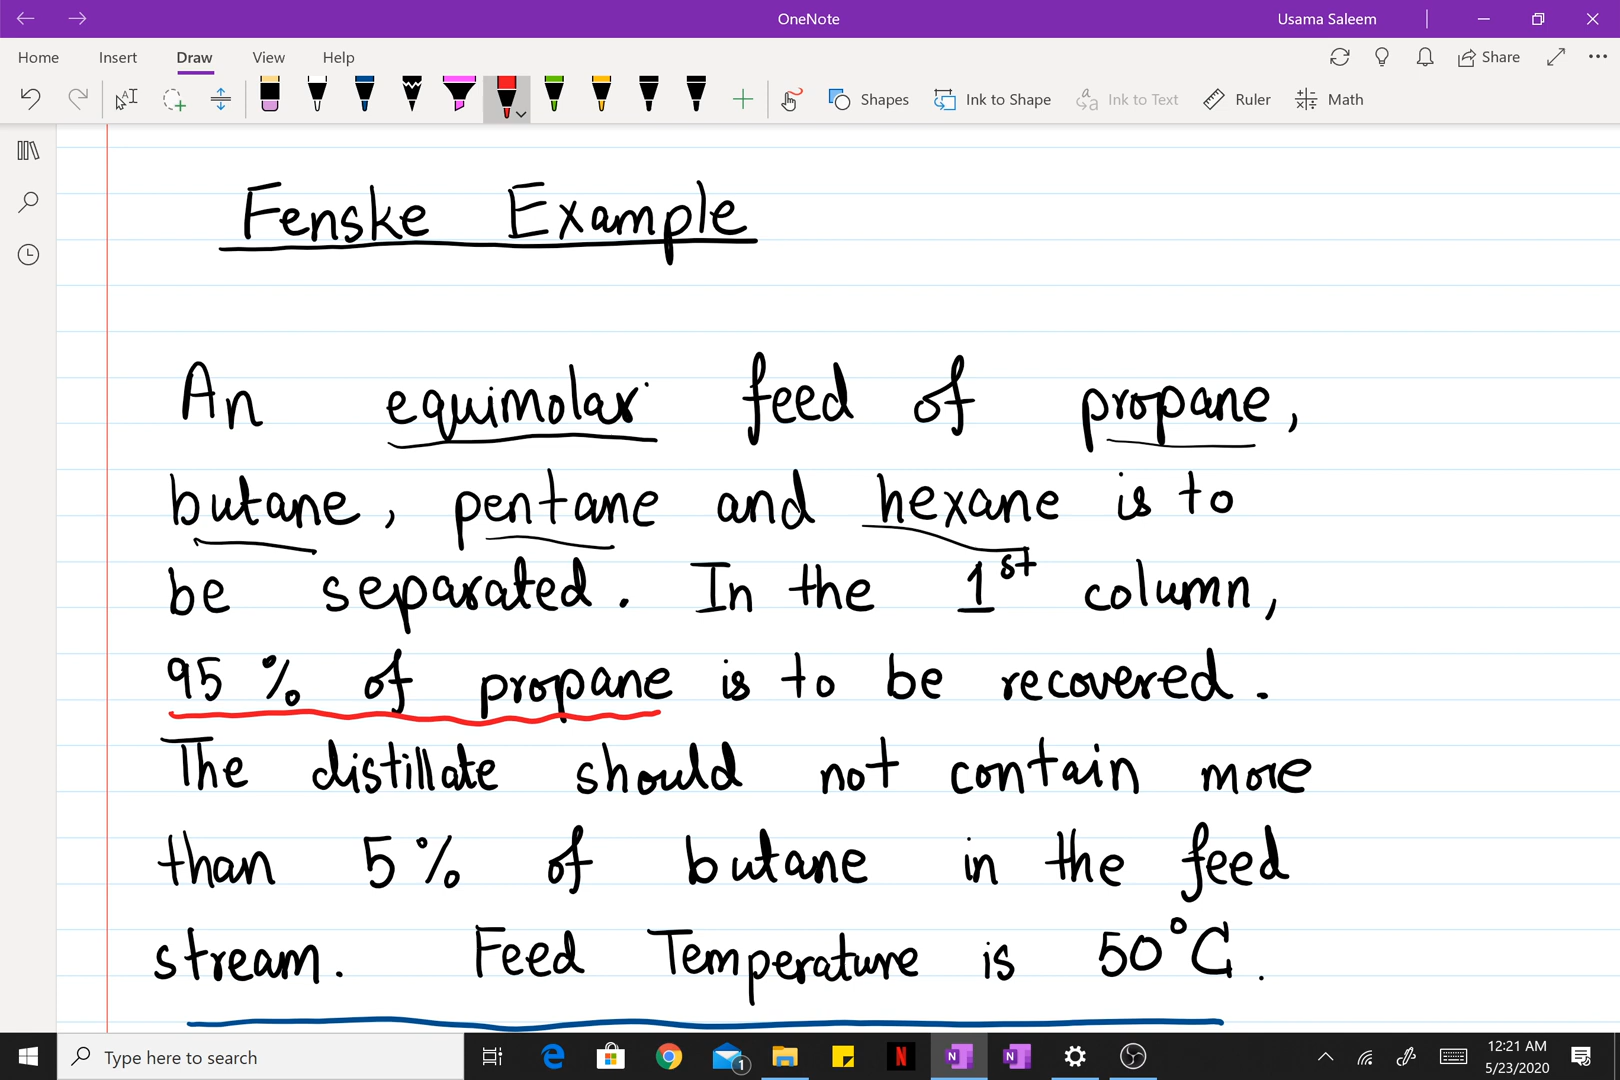 OneNote
Usama Saleem
Home Insert Draw View Help
Share
Shapes Ink to Shape Ink to Text Ruler Math
Fenske Example
An equimolar feed of propane,
butane, pentane and hexane is to
be separated. In the 1st column,
95 % of propane is to be recovered.
The distillate should not contain more
than 5 % of butane in the feed
stream. Feed Temperature is 50°C.
Type here to search
1
N
N
N
12:21 AM
5/23/2020